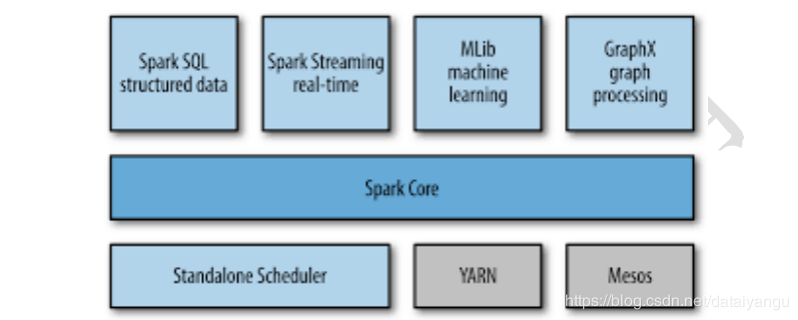 Spark SQL
structured data
Spark Streaming
real-time
MLib
machine
learning
GraphX
graph
processing
Spark Core
Standalone Scheduler
YARN
Mesos
https://blog.csdn.net/dataiyangu